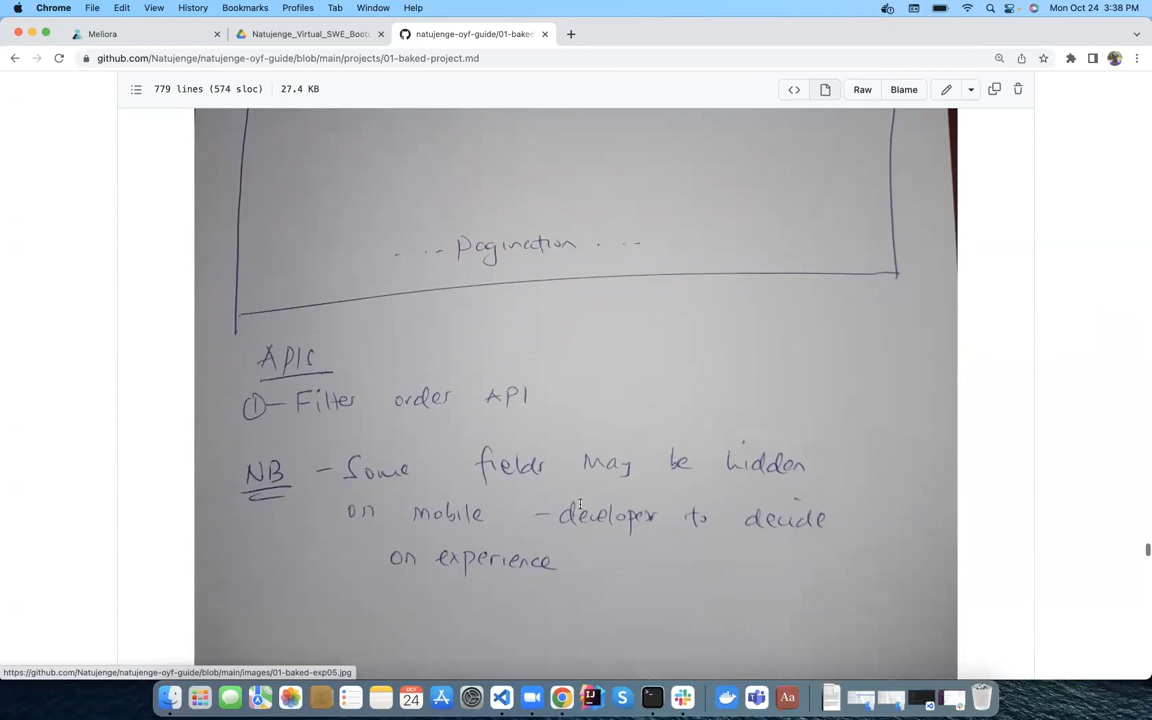 Chrome File Edit View History Bookmarks Profiles Tab Window Help Mon Oct 24 3:38 PM
Meliora Natujenge_Virtual_SWE_Boot natujenge-oyf-guide/01-baked
github.com/Natujenge/natujenge-oyf-guide/blob/main/projects/01-baked-project.md
779 lines (574 sloc) 27.4 KB Raw Blame
. ... Pagination . ...
APIs
① - Filter order API
NB - Some fields may be hidden
on mobile - developer to decide
on experience
https://github.com/Natujenge/natujenge-oyf-guide/blob/main/images/01-baked-exp05.jpg
OCT
24
Aa